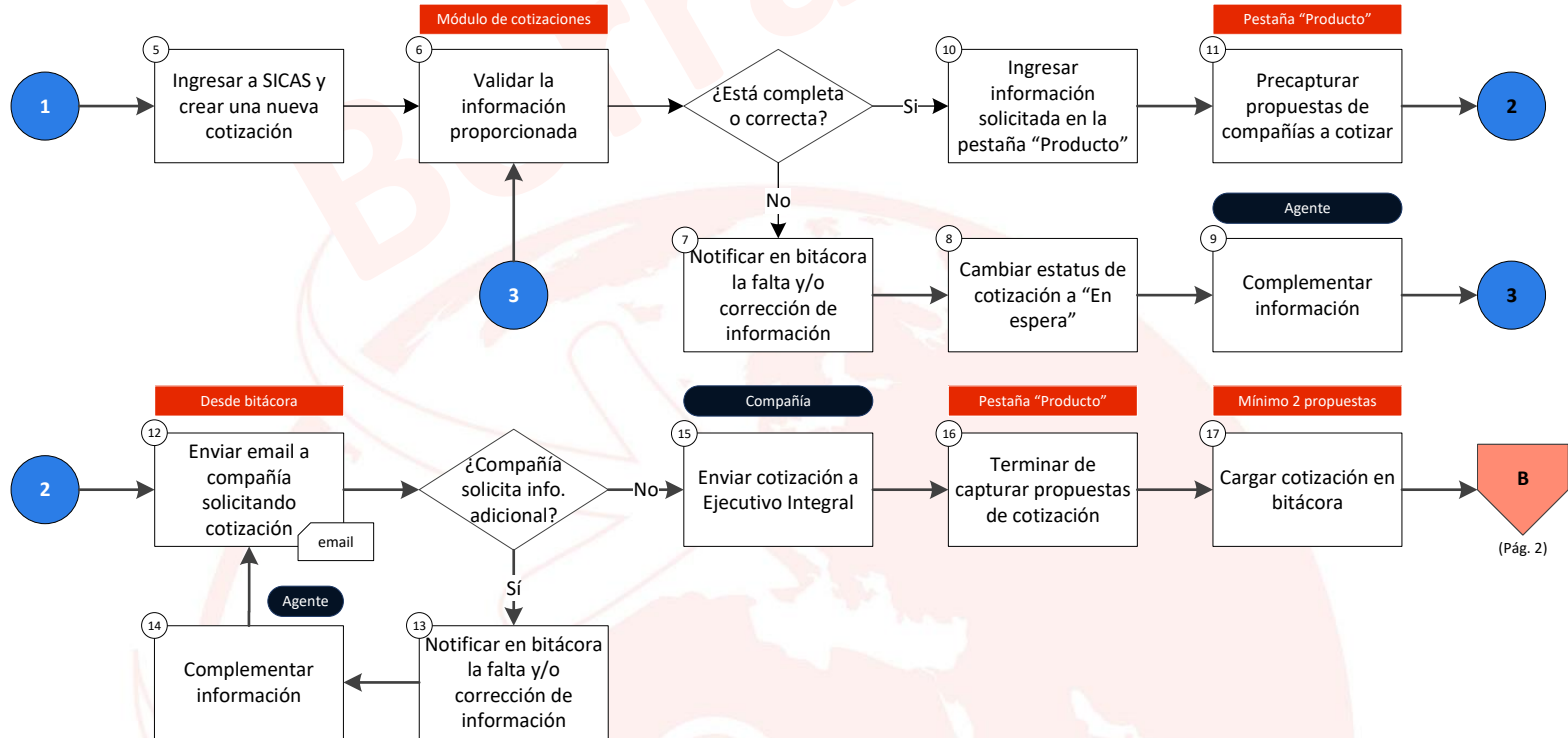 Módulo de cotizaciones
Pestaña “Producto”
1
5
Ingresar a SICAS y
crear una nueva
cotización
6
Validar la
información
proporcionada
¿Está completa
o correcta?
Si
10
Ingresar
información
solicitada en la
pestaña “Producto”
11
Precapturar
propuestas de
compañías a cotizar
2
No
3
7
Notificar en bitácora
la falta y/o
corrección de
información
8
Cambiar estatus de
cotización a “En
espera”
Agente
9
Complementar
información
3
Desde bitácora
Compañía
Pestaña “Producto”
Mínimo 2 propuestas
2
12
Enviar email a
compañía
solicitando
cotización
email
¿Compañía
solicita info.
adicional?
No
15
Enviar cotización a
Ejecutivo Integral
16
Terminar de
capturar propuestas
de cotización
17
Cargar cotización en
bitácora
B
(Pág. 2)
Sí
Agente
14
Complementar
información
13
Notificar en bitácora
la falta y/o
corrección de
información